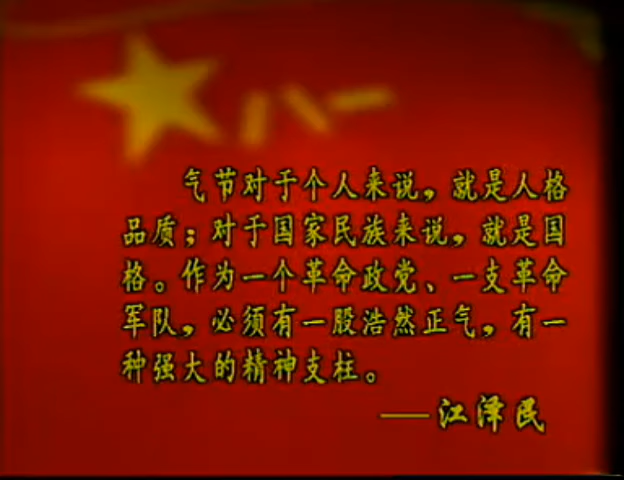 八一
气节对于个人来说，就是人格
品质；对于国家民族来说，就是国
格。作为一个革命政党、一支革命
军队，必须有一股浩然正气，有一
种强大的精神支柱。
——江泽民